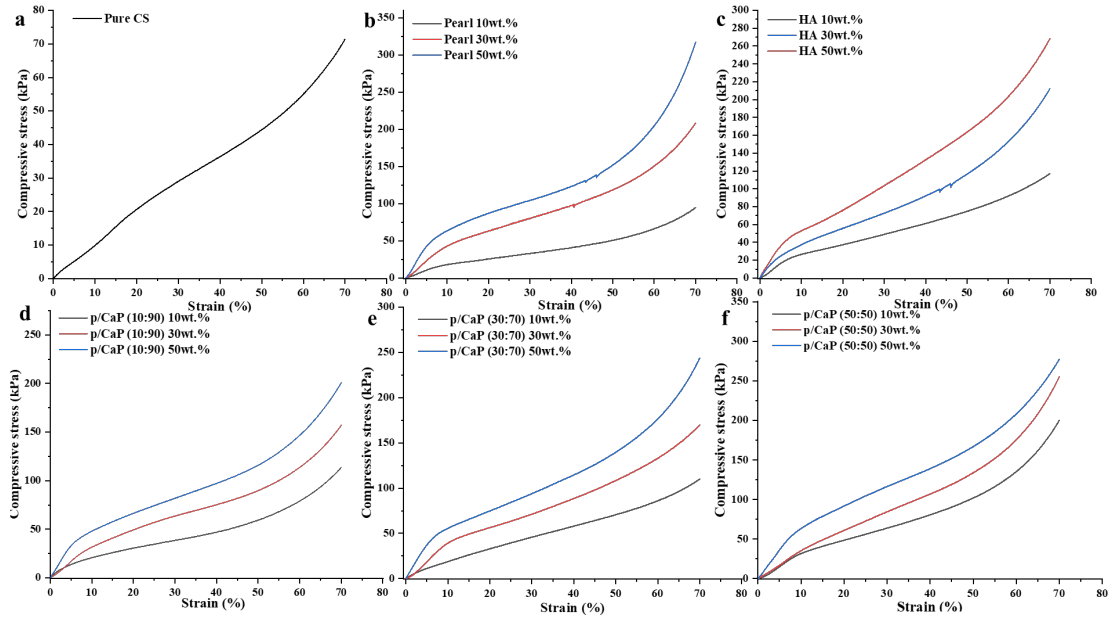 a
Pure CS
80
70
60
50
40
30
20
10
0
0 10 20 30 40 50 60 70 80
Compressive stress (kPa)
Strain (%)
b
Pearl 10wt.%
Pearl 30wt.%
Pearl 50wt.%
350
300
250
200
150
100
50
0
0 10 20 30 40 50 60 70 80
Compressive stress (kPa)
Strain (%)
c
HA 10wt.%
HA 30wt.%
HA 50wt.%
300
280
260
240
220
200
180
160
140
120
100
80
60
40
20
0
0 10 20 30 40 50 60 70 80
Compressive stress (kPa)
Strain (%)
d
p/CaP (10:90) 10wt.%
p/CaP (10:90) 30wt.%
p/CaP (10:90) 50wt.%
250
200
150
100
50
0
0 10 20 30 40 50 60 70 80
Compressive stress (kPa)
Strain (%)
e
p/CaP (30:70) 10wt.%
p/CaP (30:70) 30wt.%
p/CaP (30:70) 50wt.%
300
250
200
150
100
50
0
0 10 20 30 40 50 60 70 80
Compressive stress (kPa)
Strain (%)
f
p/CaP (50:50) 10wt.%
p/CaP (50:50) 30wt.%
p/CaP (50:50) 50wt.%
350
300
250
200
150
100
50
0
0 10 20 30 40 50 60 70 80
Compressive stress (kPa)
Strain (%)